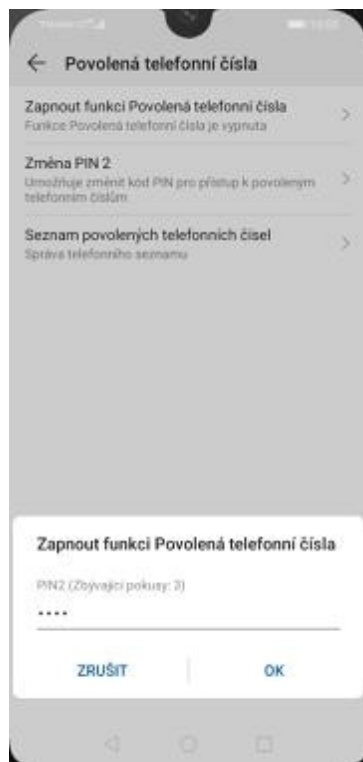 Povolená telefonní čísla
Zapnout funkci Povolená telefonní čísla
Funkce Povolená telefonní čísla je vypnuta
Změna PIN 2
Umožňuje změnit kód PIN pro přístup k povoleným
telefonním číslům
Seznam povolených telefonních čísel
Správa telefonního seznamu
Zapnout funkci Povolená telefonní čísla
PIN2 (Zbývající pokusy: 3)
····
ZRUŠIT
OK